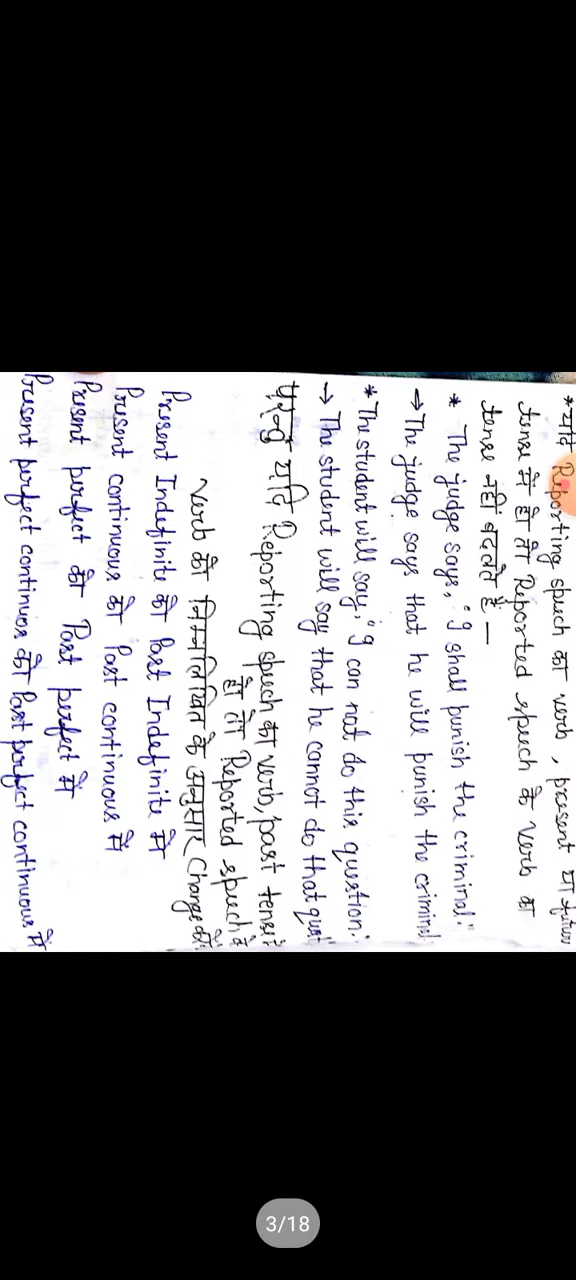 *यदि Reporting speech का verb, present या future
tense में हो तो Reported speech के verb का
tense नहीं बदलते हैं —
* The judge says, "I shall punish the criminal."
→ The judge says that he will punish the criminal
* The student will say, "I can not do this question.
→ The student will say that he cannot do that quest
परन्तु यदि Reporting speech का verb, past tense में
हो तो Reported speech के
verb को निम्नलिखित के अनुसार Change करें
Present Indefinite को Past Indefinite में
Present continuous को Past continuous में
Present perfect को Past perfect में
Present perfect continuos को Past perfect continuous में
3/18